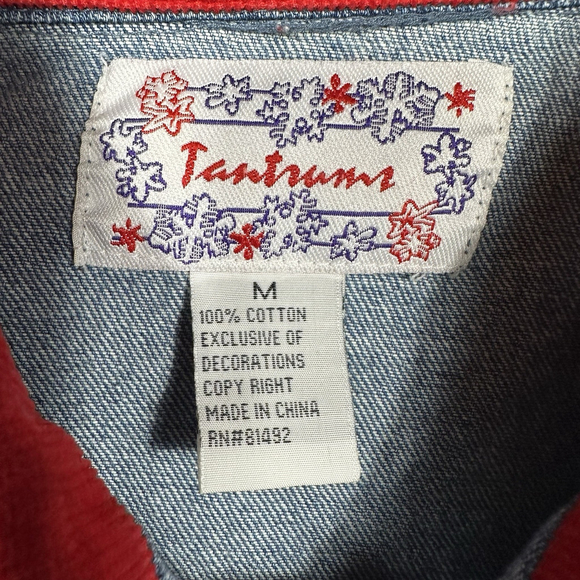 Tantrums
M
100% COTTON
EXCLUSIVE OF
DECORATIONS
COPY RIGHT
MADE IN CHINA
RN#81492